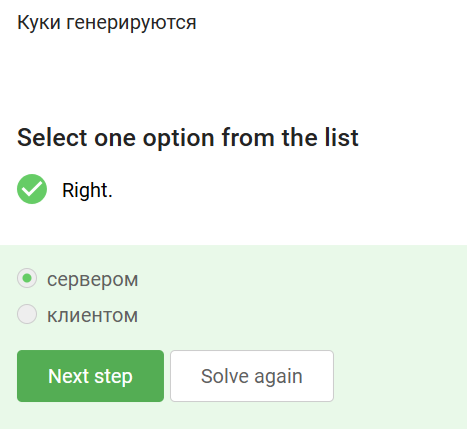 Куки генерируются
Select one option from the list
Right.
сервером
клиентом
Next step
Solve again